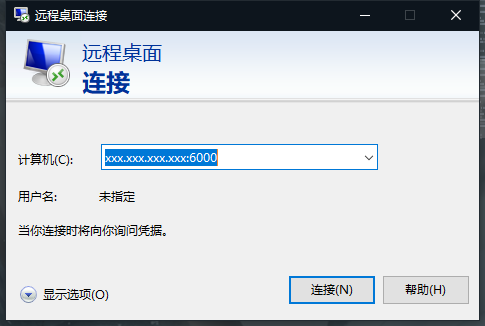 远程桌面连接
远程桌面
连接
计算机(C):
xxx.xxx.xxx.xxx:6000
用户名:
未指定
当你连接时将向你询问凭据。
显示选项(O)
连接(N)
帮助(H)